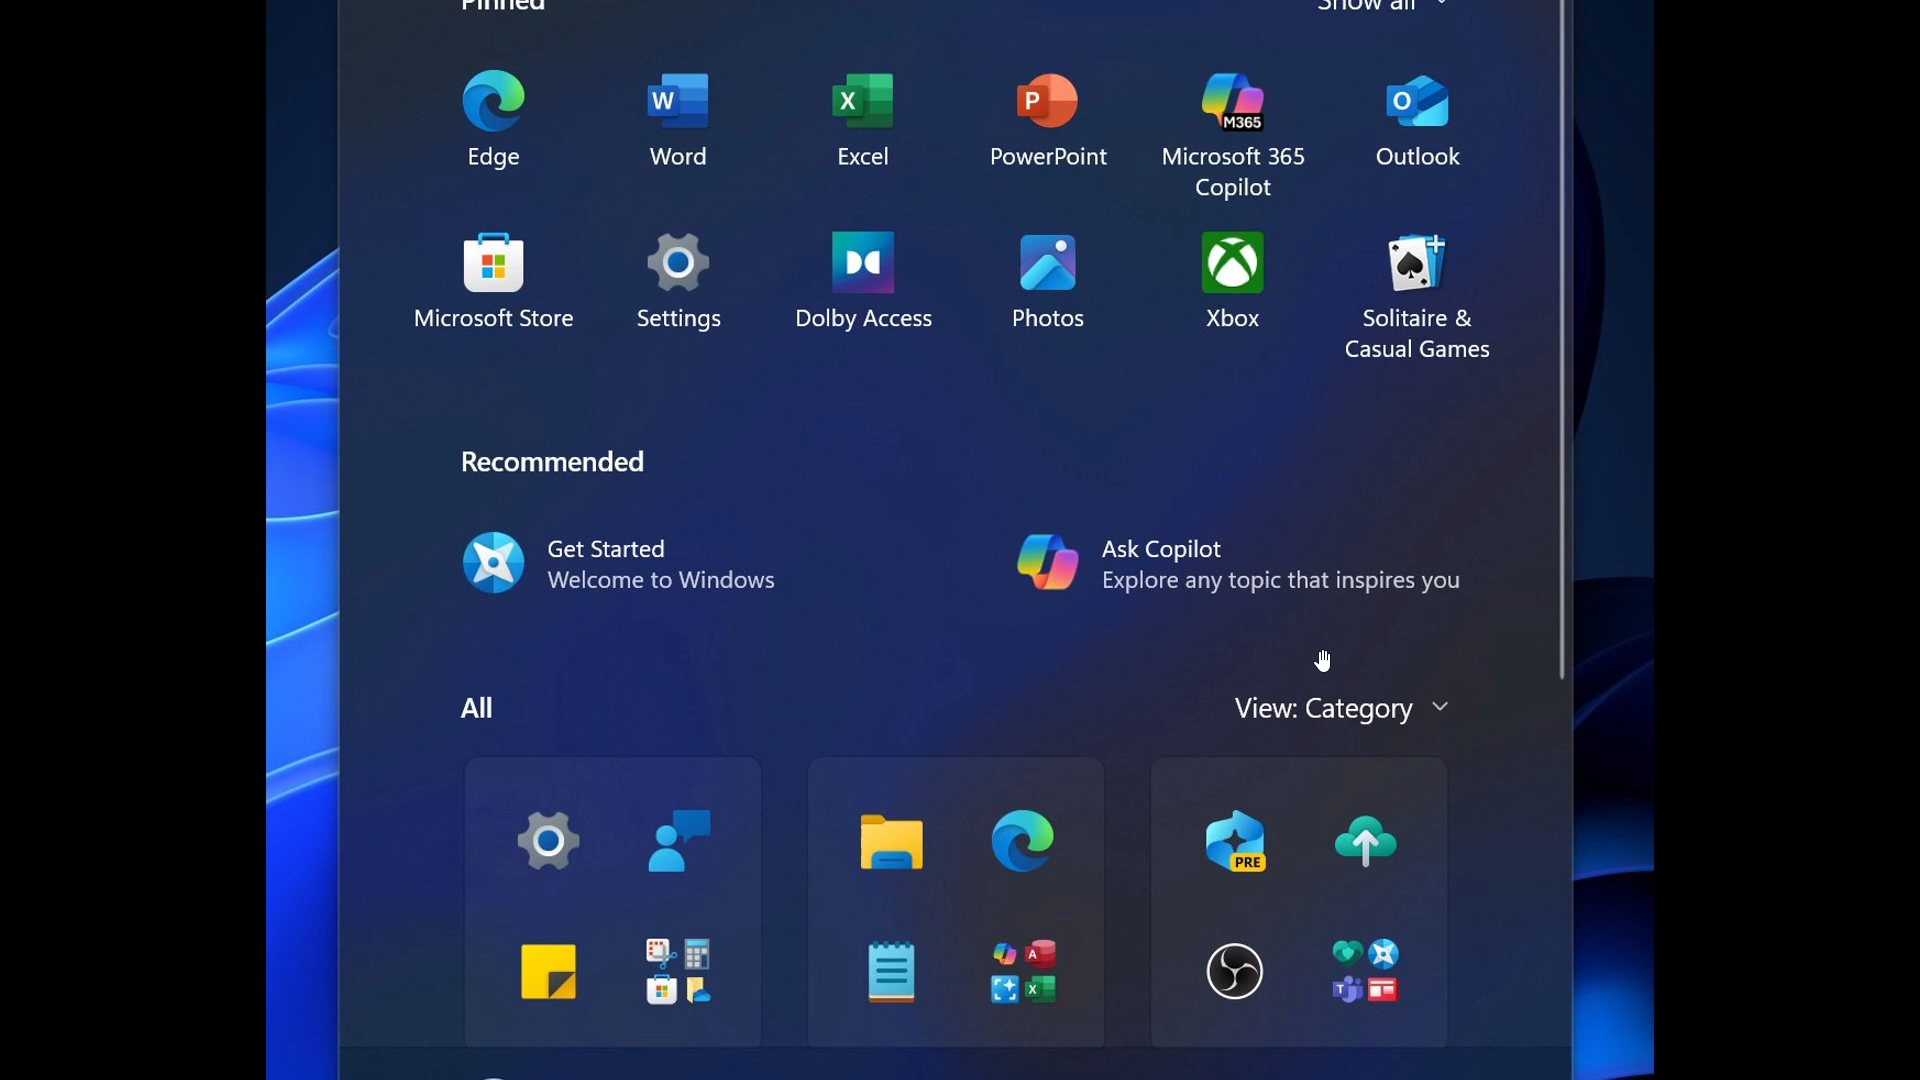 Pinned
Show all
Edge
Word
Excel
PowerPoint
M365
Microsoft 365
Copilot
Outlook
Microsoft Store
Settings
Dolby Access
Photos
Xbox
Solitaire &
Casual Games
Recommended
Get Started
Welcome to Windows
Ask Copilot
Explore any topic that inspires you
All
View: Category
PRE